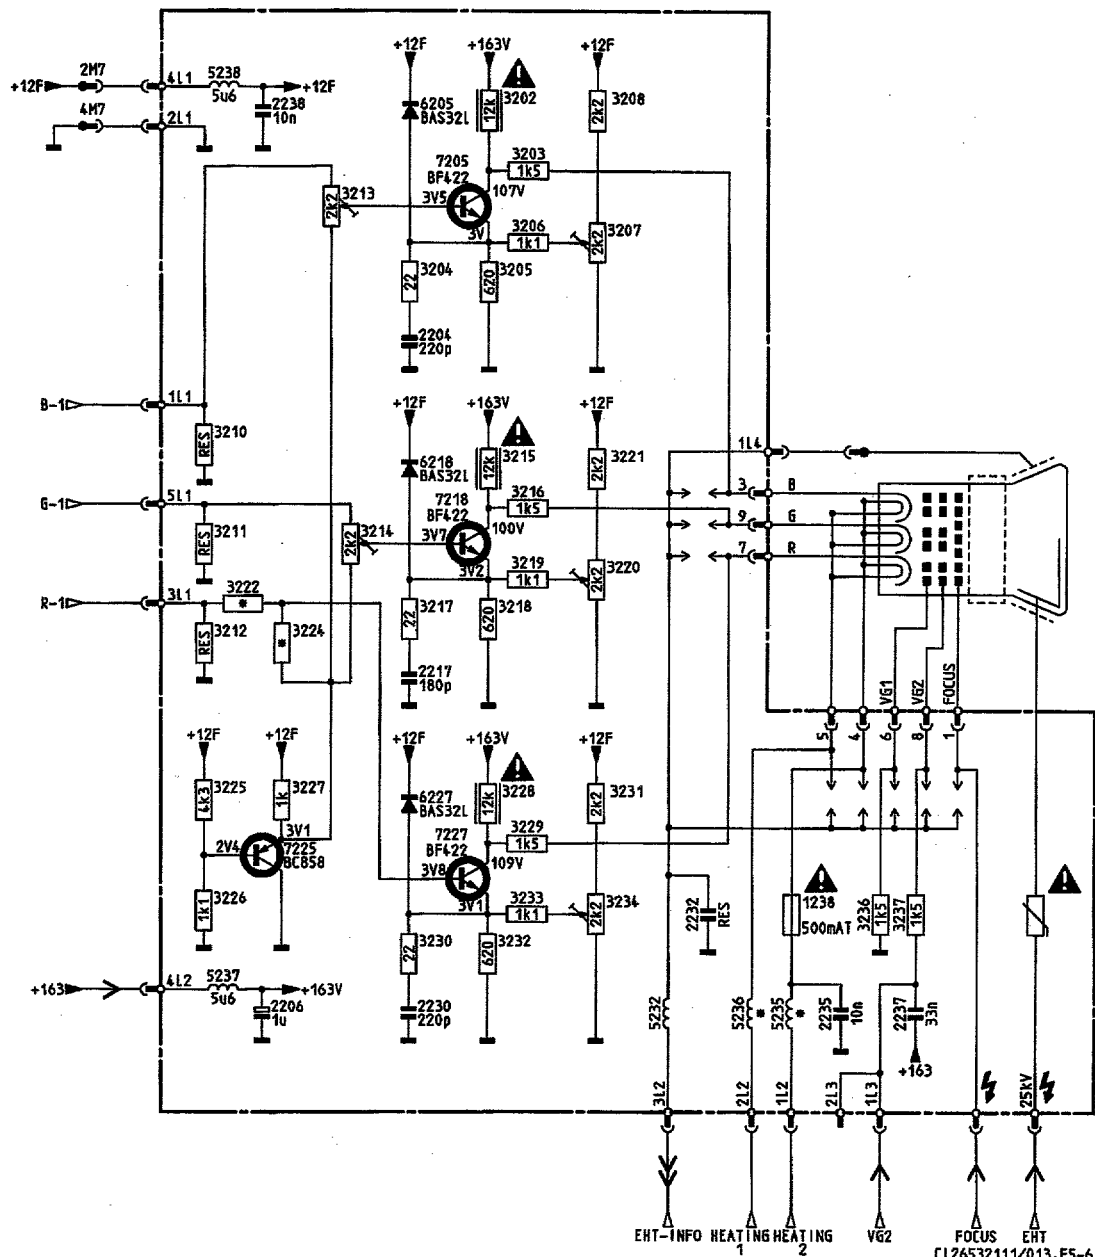 +12F
+163V
+12F
2M7
4L1
5238
+12F
5u6
+12F
2238
10n
4M7
2L1
6205
BAS32L
12k
3202
2k2
3208
7205
BF422
3203
1k5
107V
3V5
3V
2k2
3213
3206
1k1
2k2
3207
22
3204
620
3205
2204
220p
B-1
1L1
RES
3210
+12F
+163V
+12F
6218
BAS32L
12k
3215
2k2
3221
1L4
G-1
5L1
7218
BF422
3216
1k5
100V
3 B
9 G
7 R
RES
3211
2k2
3214
3V7
3V2
3219
1k1
2k2
3220
R-1
3L1
3222
*
RES
3212
*
3224
22
3217
620
3218
2217
180p
VG1
VG2
FOCUS
5
4
6
8
1
+12F
+12F
+12F
+163V
+12F
4k3
3225
1k
3227
6227
BAS32L
12k
3228
2k2
3231
3V1
2V4
7225
BC858
7227
BF422
3229
1k5
109V
3V8
3V1
1k1
3226
3233
1k1
2k2
3234
22
3230
620
3232
2232
RES
1238
500mAT
3236
1k5
3237
1k5
+163
4L2
5237
5u6
+163V
2206
1u
2230
220p
5232
5236
*
5235
*
2235
10n
2237
33n
+163
3L2
2L2
1L2
2L3
1L3
25kV
EHT-INFO
HEATING
1
HEATING
2
VG2
FOCUS
EHT
CL26532111/013.F5-6